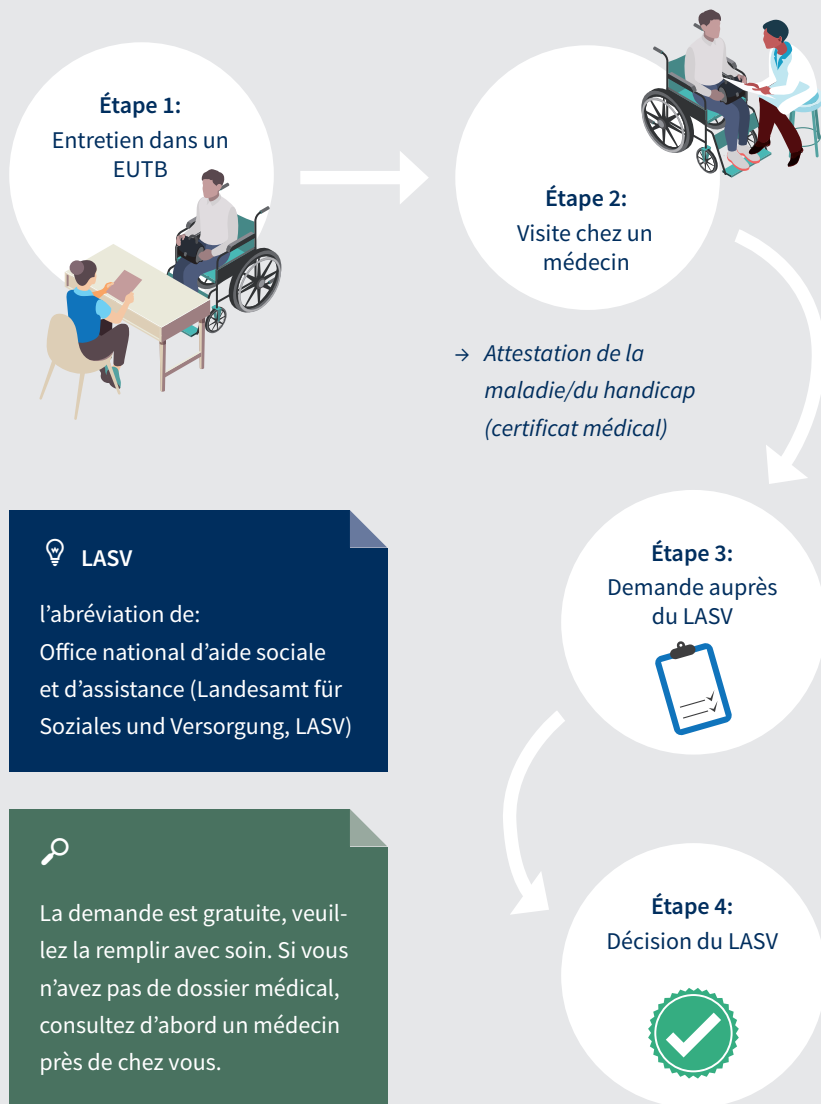 Étape 1:
Entretien dans un
EUTB
Étape 2:
Visite chez un
médecin
→ Attestation de la
maladie/du handicap
(certificat médical)
LASV
l’abréviation de:
Office national d’aide sociale
et d’assistance (Landesamt für
Soziales und Versorgung, LASV)
Étape 3:
Demande auprès
du LASV
La demande est gratuite, veuil-
lez la remplir avec soin. Si vous
n’avez pas de dossier médical,
consultez d’abord un médecin
près de chez vous.
Étape 4:
Décision du LASV